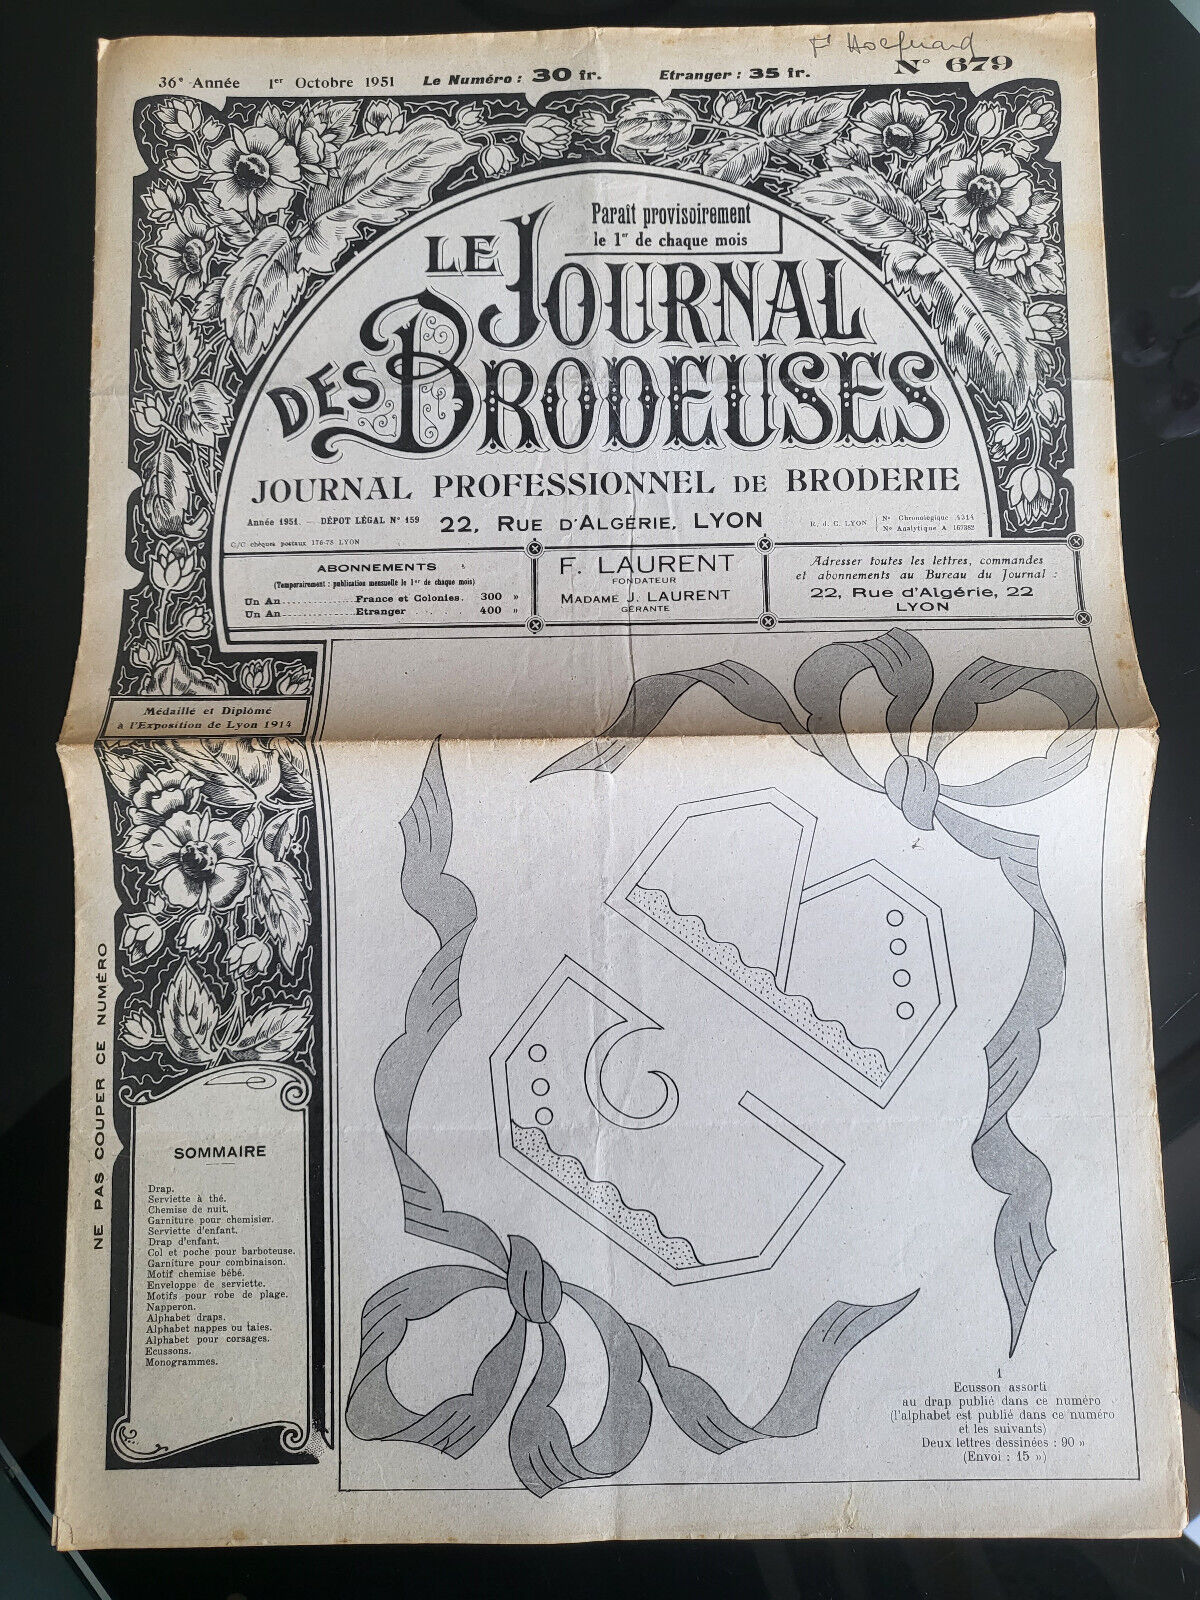 36e Année 1er Octobre 1951 Le Numéro : 30 fr. Etranger : 35 fr. N° 679
Paraît provisoirement
le 1er de chaque mois
LE JOURNAL
DES BRODEUSES
JOURNAL PROFESSIONNEL DE BRODERIE
Année 1951. — DÉPOT LÉGAL N° 159 22, RUE D'ALGÉRIE, LYON R. d. C. LYON
N° Chronologique 4214
N° Analytique A 167382
C/C chèques postaux 176-78 LYON
ABONNEMENTS
(Temporairement : publication mensuelle le 1er de chaque mois)
Un An............... France et Colonies. 300 »
Un An............... Etranger ..... 400 »
F. LAURENT
FONDATEUR
MADAME J. LAURENT
GÉRANTE
Adresser toutes les lettres, commandes
et abonnements au Bureau du Journal :
22, Rue d'Algérie, 22
LYON
Médaillé et Diplômé
à l'Exposition de Lyon 1914
NE PAS COUPER CE NUMÉRO
SOMMAIRE
Drap.
Serviette à thé.
Chemise de nuit.
Garniture pour chemisier.
Serviette d'enfant.
Drap d'enfant.
Col et poche pour barboteuse.
Garniture pour combinaison.
Motif chemise bébé.
Enveloppe de serviette.
Motifs pour robe de plage.
Napperon.
Alphabet draps.
Alphabet nappes ou taies.
Alphabet pour corsages.
Ecussons.
Monogrammes.
1
Ecusson assorti
au drap publié dans ce numéro
(l'alphabet est publié dans ce numéro
et les suivants)
Deux lettres dessinées : 90 »
(Envoi : 15 »)